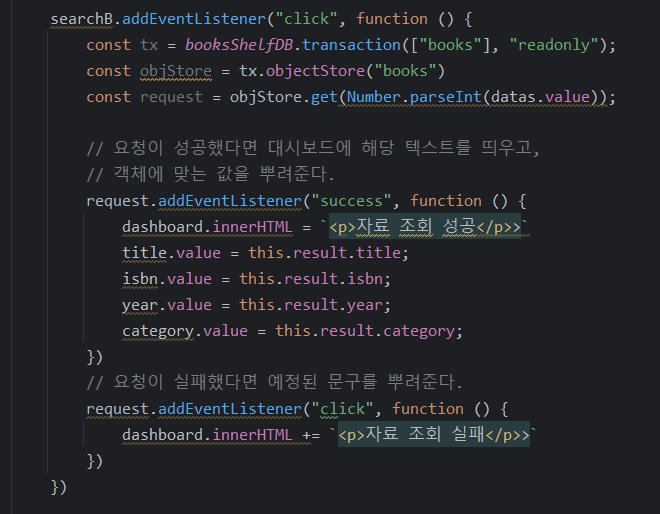 searchB.addEventListener("click", function () {
    const tx = booksShelfDB.transaction(["books"], "readonly");
    const objStore = tx.objectStore("books")
    const request = objStore.get(Number.parseInt(datas.value));

    // 요청이 성공했다면 대시보드에 해당 텍스트를 띄우고,
    // 객체에 맞는 값을 뿌려준다.
    request.addEventListener("success", function () {
        dashboard.innerHTML = `<p>자료 조회 성공</p>>`
        title.value = this.result.title;
        isbn.value = this.result.isbn;
        year.value = this.result.year;
        category.value = this.result.category;
    })
    // 요청이 실패했다면 예정된 문구를 뿌려준다.
    request.addEventListener("click", function () {
        dashboard.innerHTML += `<p>자료 조회 실패</p>>`
    })
})